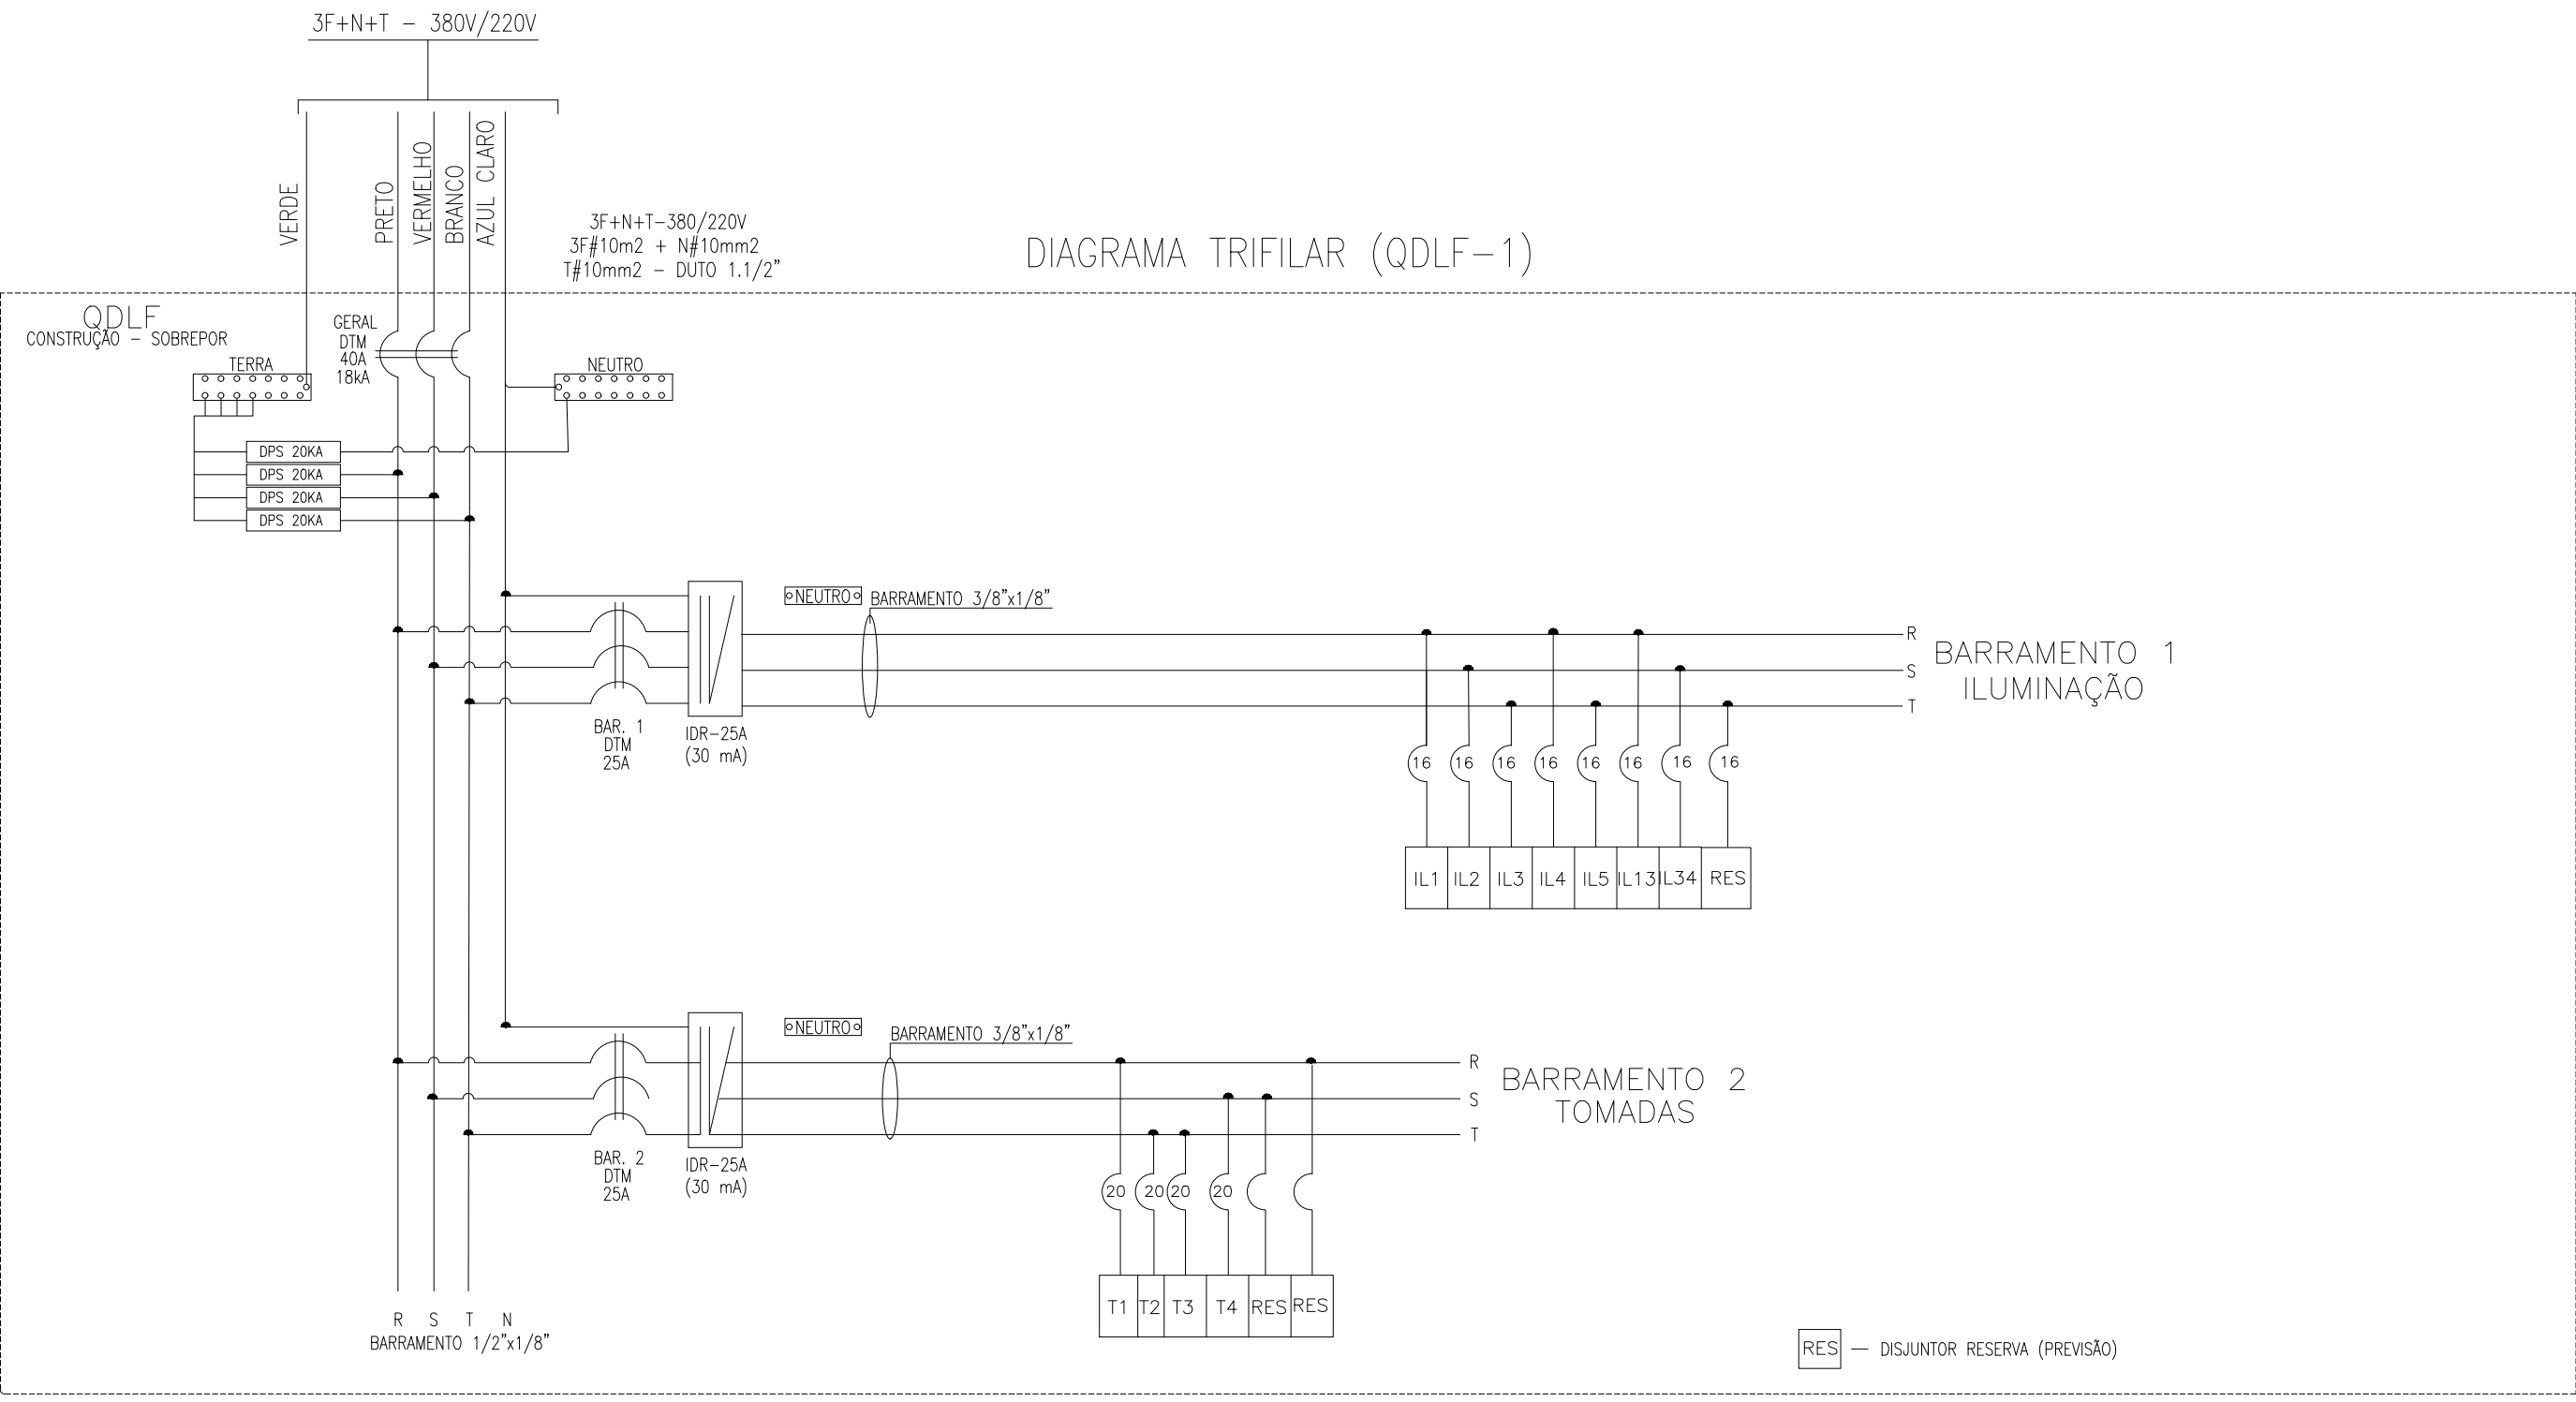 3F+N+T - 380V/220V
VERDE
PRETO
VERMELHO
BRANCO
AZUL CLARO
3F+N+T-380/220V
3F#10m2 + N#10mm2
T#10mm2 - DUTO 1.1/2"
DIAGRAMA TRIFILAR (QDLF-1)
QDLF
CONSTRUÇÃO - SOBREPOR
TERRA
GERAL
DTM
40A
18kA
NEUTRO
DPS 20KA
DPS 20KA
DPS 20KA
DPS 20KA
NEUTRO
BARRAMENTO 3/8"x1/8"
R
S
T
BARRAMENTO 1
ILUMINAÇÃO
BAR. 1
DTM
25A
IDR-25A
(30 mA)
16 16 16 16 16 16 16 16
IL1 IL2 IL3 IL4 IL5 IL13 IL34 RES
NEUTRO
BARRAMENTO 3/8"x1/8"
R
S
T
BARRAMENTO 2
TOMADAS
BAR. 2
DTM
25A
IDR-25A
(30 mA)
20 20 20 20
T1 T2 T3 T4 RES RES
R S T N
BARRAMENTO 1/2"x1/8"
RES - DISJUNTOR RESERVA (PREVISÃO)